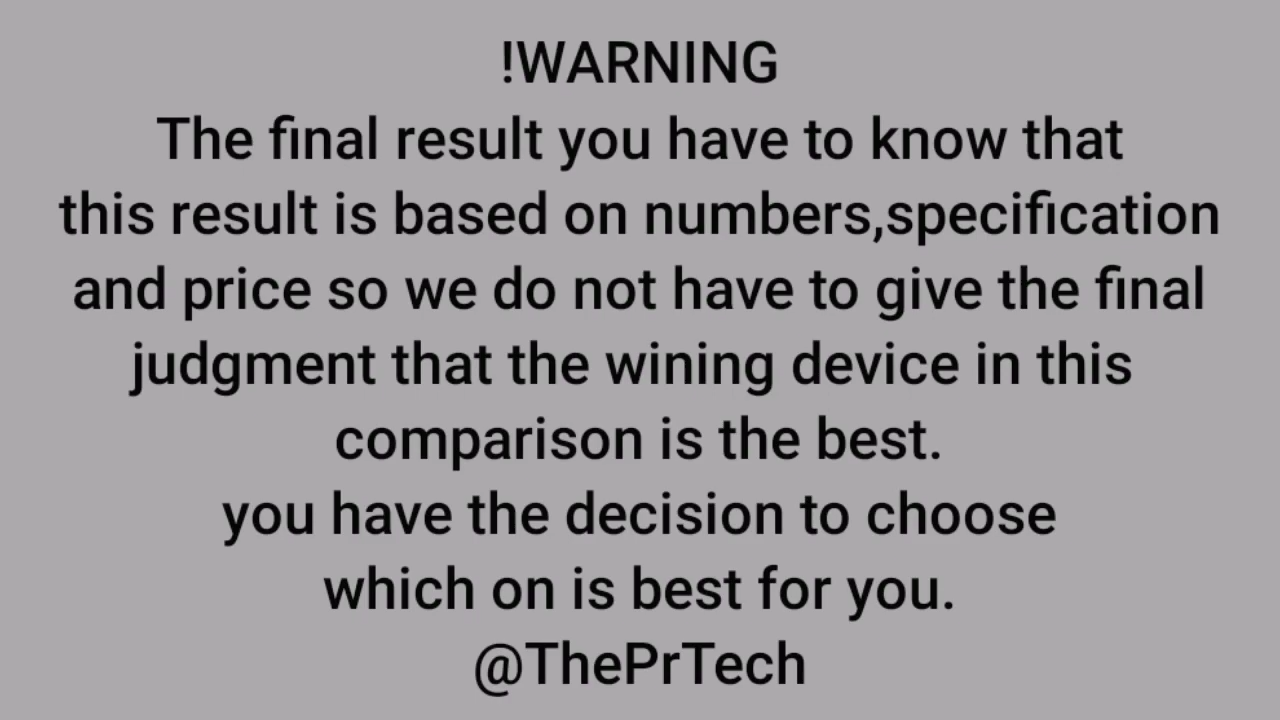 !WARNING
The final result you have to know that
this result is based on numbers,specification
and price so we do not have to give the final
judgment that the wining device in this
comparison is the best.
you have the decision to choose
which on is best for you.
@ThePrTech